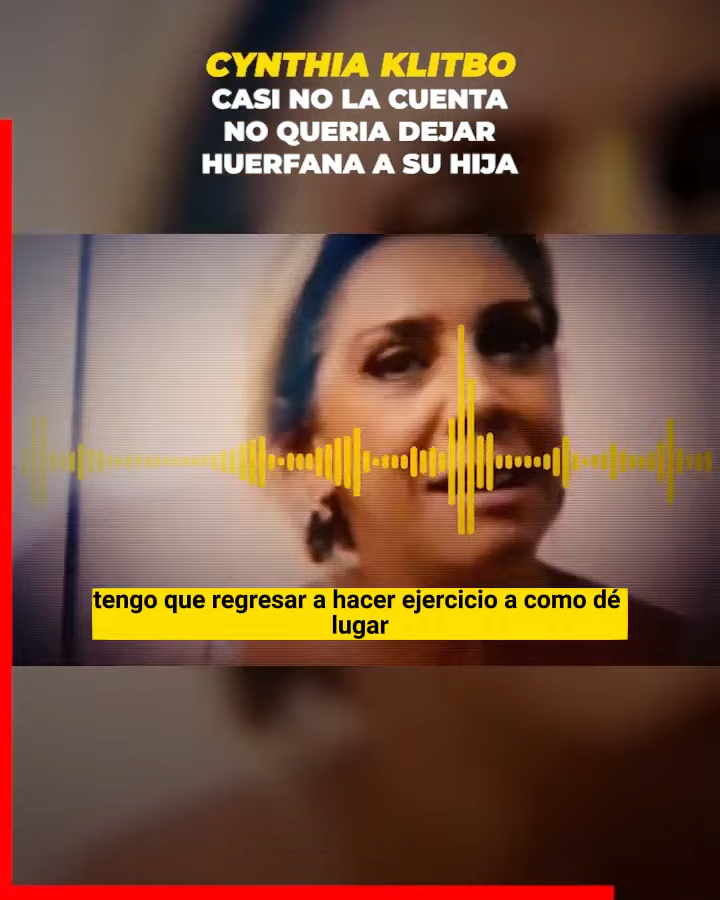 CYNTHIA KLITBO
CASI NO LA CUENTA
NO QUERIA DEJAR
HUERFANA A SU HIJA
tengo que regresar a hacer ejercicio a como dé
lugar